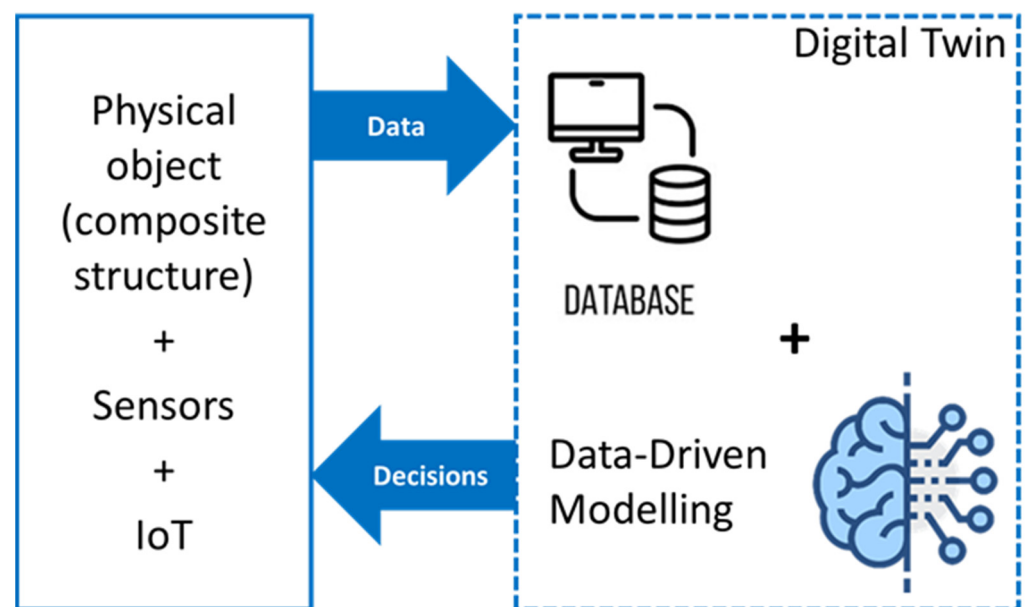 Physical
object
(composite
structure)
+
Sensors
+
IoT
Data
Decisions
Digital Twin
DATABASE
+
Data-Driven
Modelling